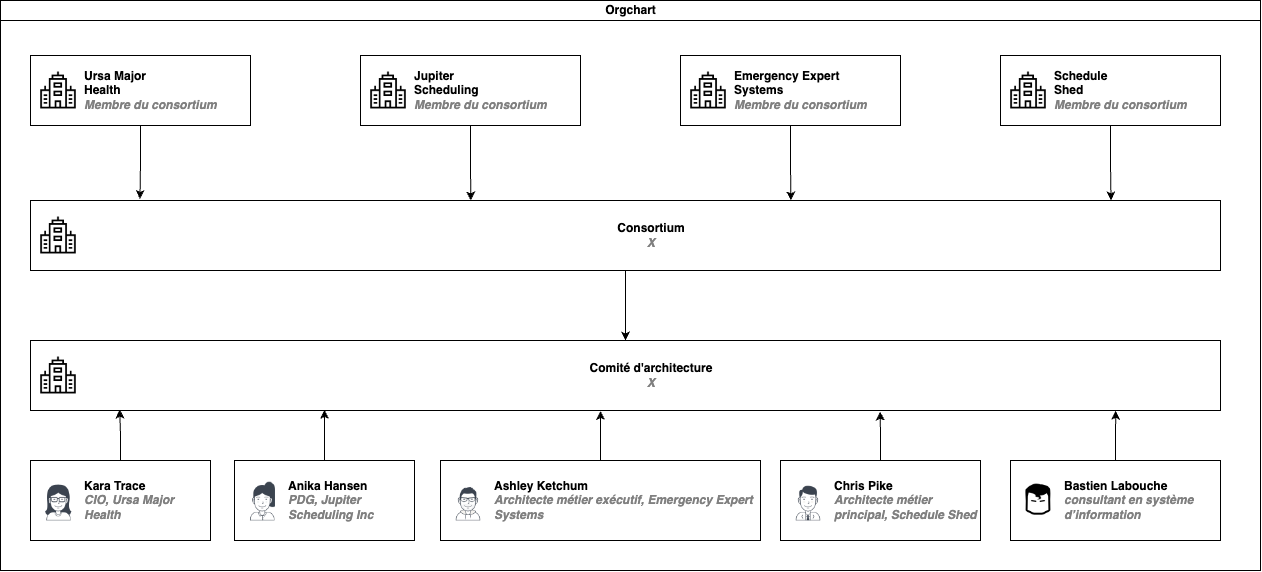 Orgchart
Ursa Major
Health
Membre du consortium
Jupiter
Scheduling
Membre du consortium
Emergency Expert
Systems
Membre du consortium
Schedule
Shed
Membre du consortium
Consortium
X
Comité d'architecture
X
Kara Trace
CIO, Ursa Major
Health
Anika Hansen
PDG, Jupiter
Scheduling Inc
Ashley Ketchum
Architecte métier exécutif, Emergency Expert
Systems
Chris Pike
Architecte métier
principal, Schedule Shed
Bastien Labouche
consultant en système
d'information